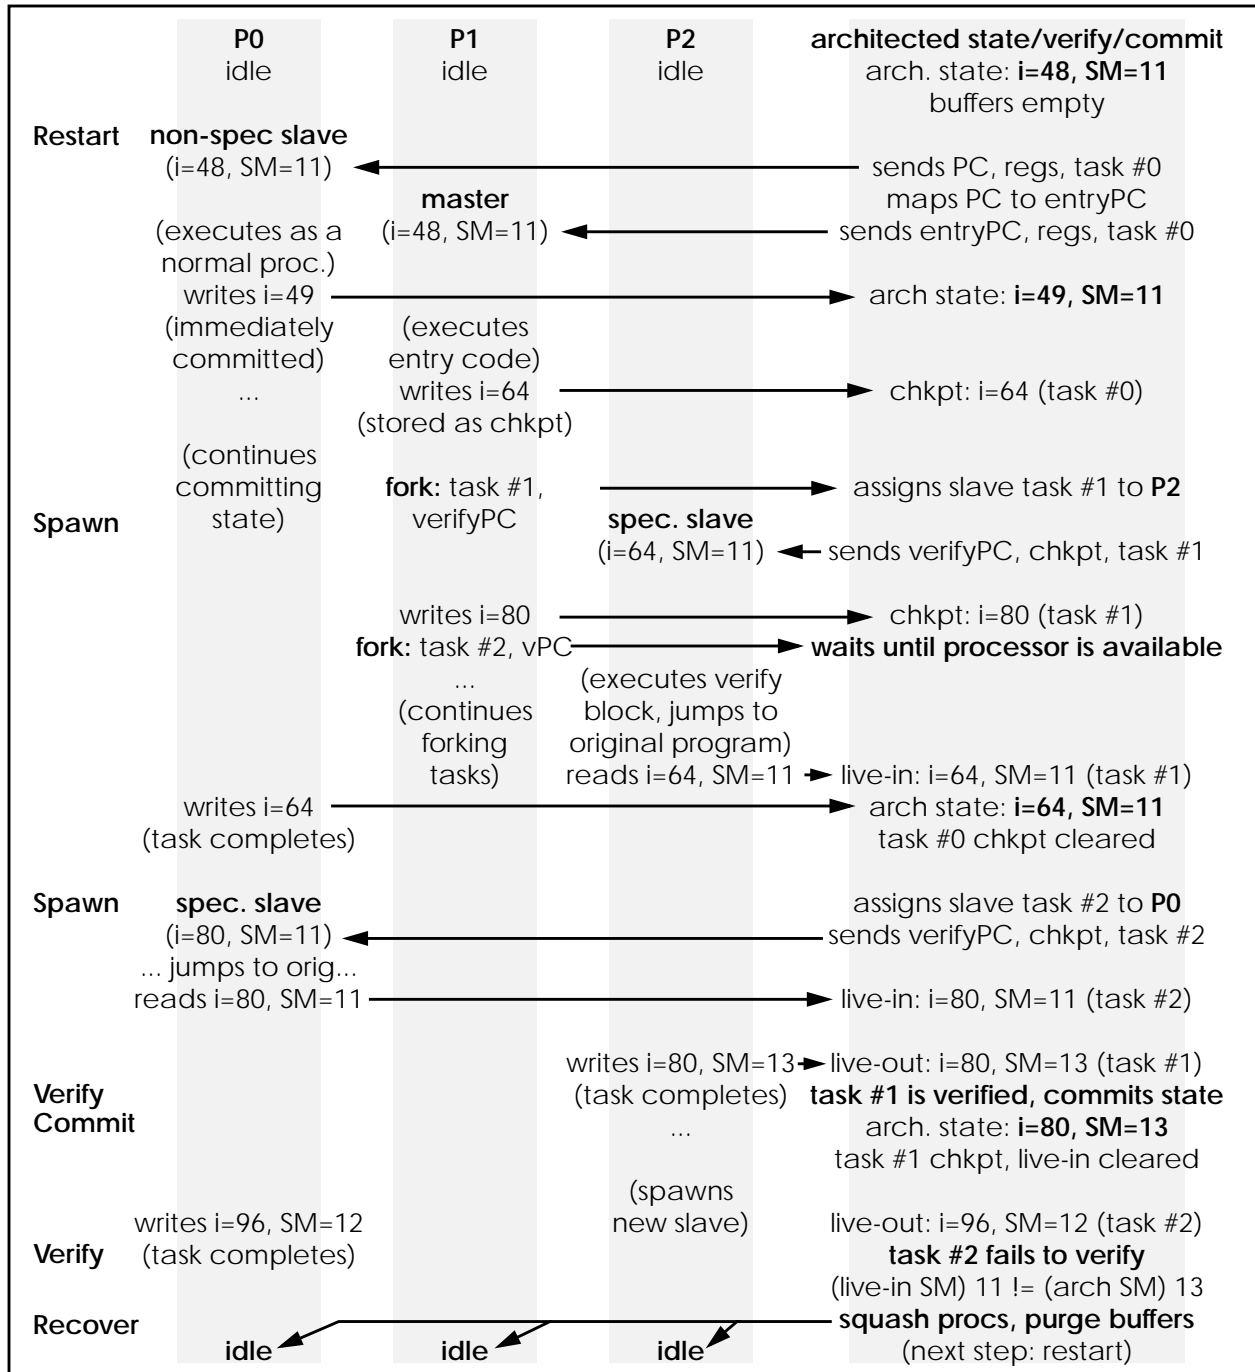 P0 P1 P2 architected state/verify/commit
idle idle idle arch. state: i=48, SM=11
buffers empty
Restart non-spec slave
(i=48, SM=11) sends PC, regs, task #0
master maps PC to entryPC
(executes as a (i=48, SM=11) sends entryPC, regs, task #0
normal proc.)
writes i=49 arch state: i=49, SM=11
(immediately (executes
committed) entry code)
... writes i=64 chkpt: i=64 (task #0)
(stored as chkpt)
(continues
committing fork: task #1, assigns slave task #1 to P2
Spawn state) verifyPC spec. slave
(i=64, SM=11) sends verifyPC, chkpt, task #1
writes i=80 chkpt: i=80 (task #1)
fork: task #2, vPC waits until processor is available
... (executes verify
(continues block, jumps to
forking original program)
tasks) reads i=64, SM=11 live-in: i=64, SM=11 (task #1)
writes i=64 arch state: i=64, SM=11
(task completes) task #0 chkpt cleared
Spawn spec. slave assigns slave task #2 to P0
(i=80, SM=11) sends verifyPC, chkpt, task #2
... jumps to orig...
reads i=80, SM=11 live-in: i=80, SM=11 (task #2)
writes i=80, SM=13 live-out: i=80, SM=13 (task #1)
Verify (task completes) task #1 is verified, commits state
Commit ... arch. state: i=80, SM=13
task #1 chkpt, live-in cleared
(spawns
writes i=96, SM=12 new slave) live-out: i=96, SM=12 (task #2)
Verify (task completes) task #2 fails to verify
(live-in SM) 11 != (arch SM) 13
Recover squash procs, purge buffers
idle idle idle (next step: restart)